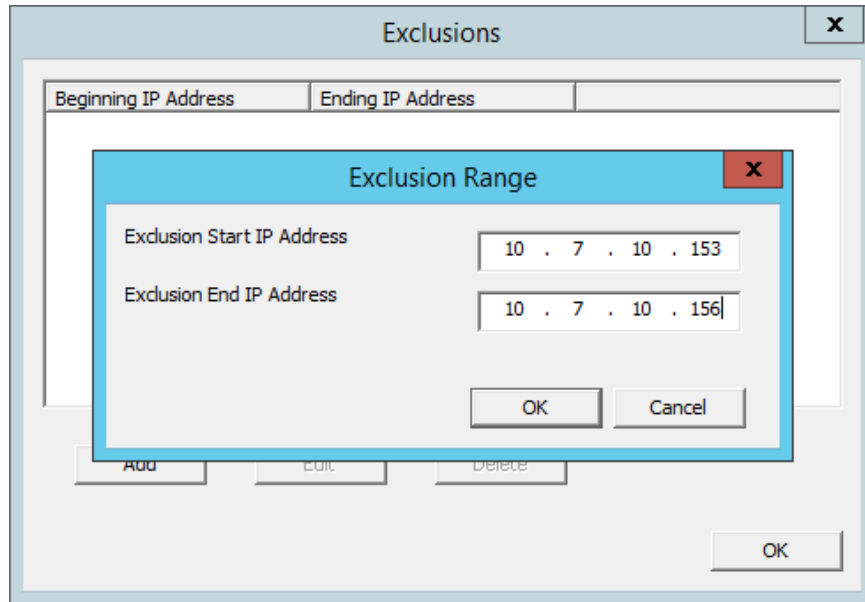 Exclusions
x
Beginning IP Address Ending IP Address
Exclusion Range
x
Exclusion Start IP Address 10 . 7 . 10 . 153
Exclusion End IP Address 10 . 7 . 10 . 156
OK Cancel
Add Edit Delete
OK